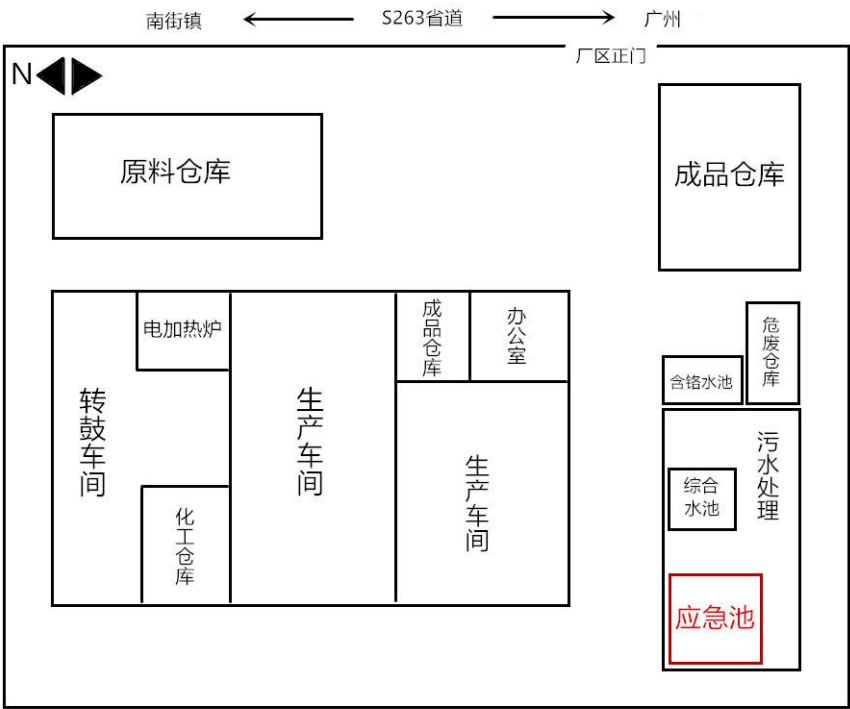 南街镇
S263省道
广州
厂区正门
N
原料仓库
成品仓库
电加热炉
成品仓库
办公室
危废仓库
含铬水池
转鼓车间
生产车间
生产车间
污水处理
综合
水池
化工仓库
应急池